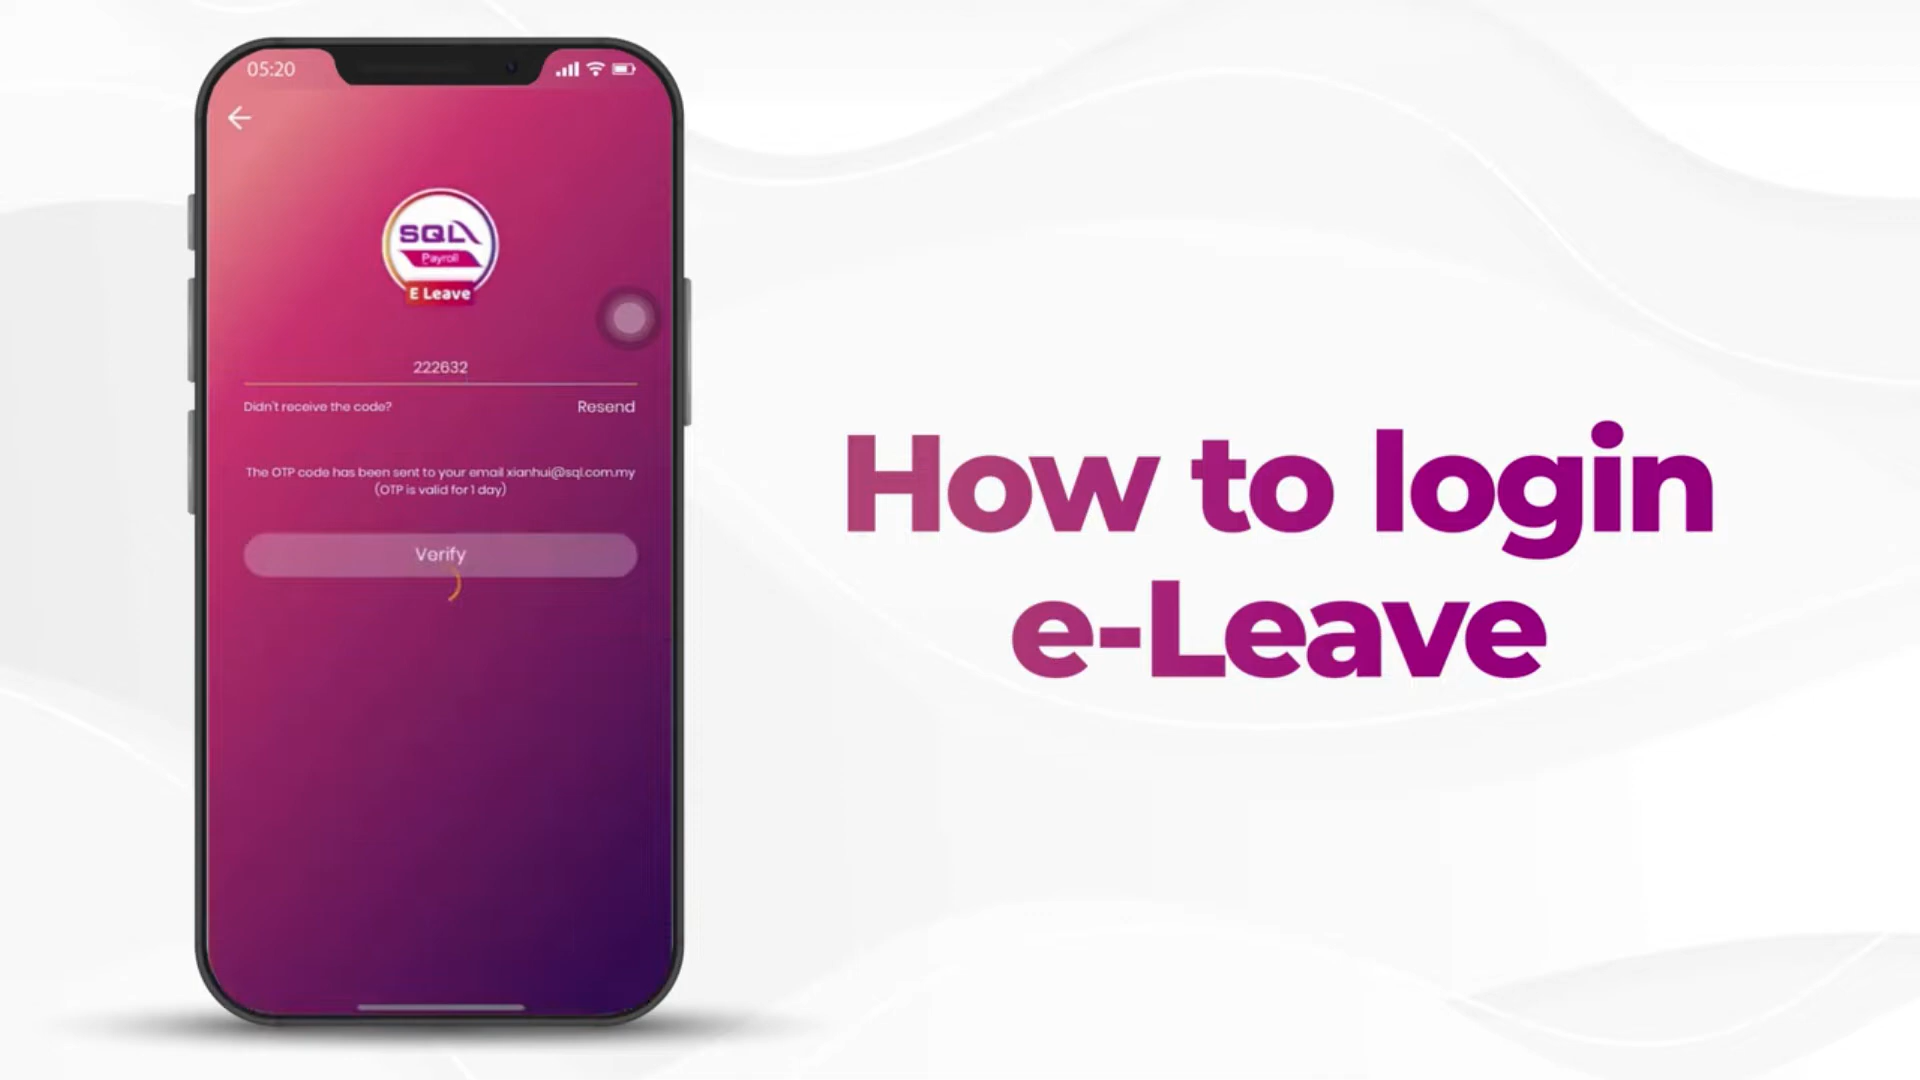 05:20
SQL
Payroll
E Leave
222632
Didn't receive the code? Resend
The OTP code has been sent to your email xianhui@sql.com.my
(OTP is valid for 1 day)
Verify
How to login
e-Leave